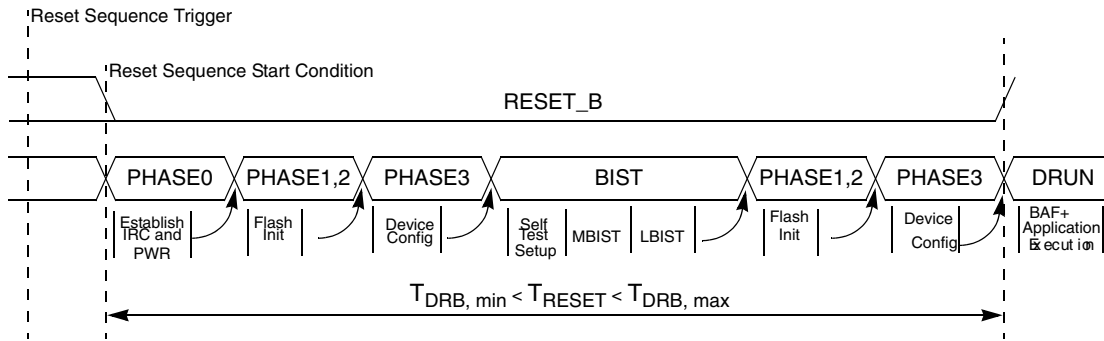 Reset Sequence Trigger
Reset Sequence Start Condition
RESET_B
PHASE0 PHASE1,2 PHASE3 BIST PHASE1,2 PHASE3 DRUN
Establish
IRC and
PWR
Flash
Init
Device
Config
Self
Test
Setup
MBIST
LBIST
Flash
Init
Device
Config
BAF+
Application
Execution
TDRB, min < TRESET < TDRB, max